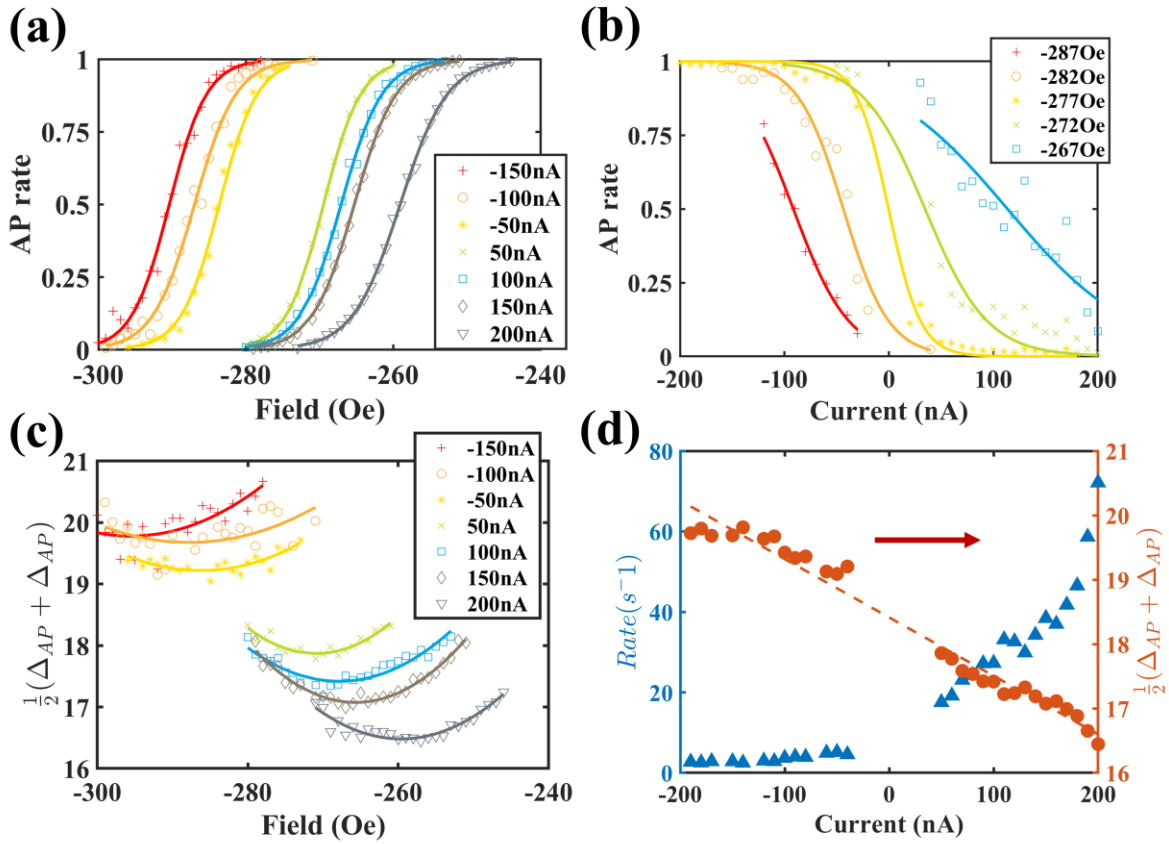 (a)
AP rate
1
0.75
0.5
0.25
0
-300
-280
-260
-240
Field (Oe)
-150nA
-100nA
-50nA
50nA
100nA
150nA
200nA
(b)
AP rate
1
0.75
0.5
0.25
0
-200
-100
0
100
200
Current (nA)
-287Oe
-282Oe
-277Oe
-272Oe
-267Oe
(c)
½(Δ_AP + Δ_AP)
21
20
19
18
17
16
-300
-280
-260
-240
Field (Oe)
-150nA
-100nA
-50nA
50nA
100nA
150nA
200nA
(d)
Rate(s⁻¹)
80
60
40
20
0
-200
-100
0
100
200
Current (nA)
21
20
19
18
17
16
½(Δ_AP + Δ_AP)